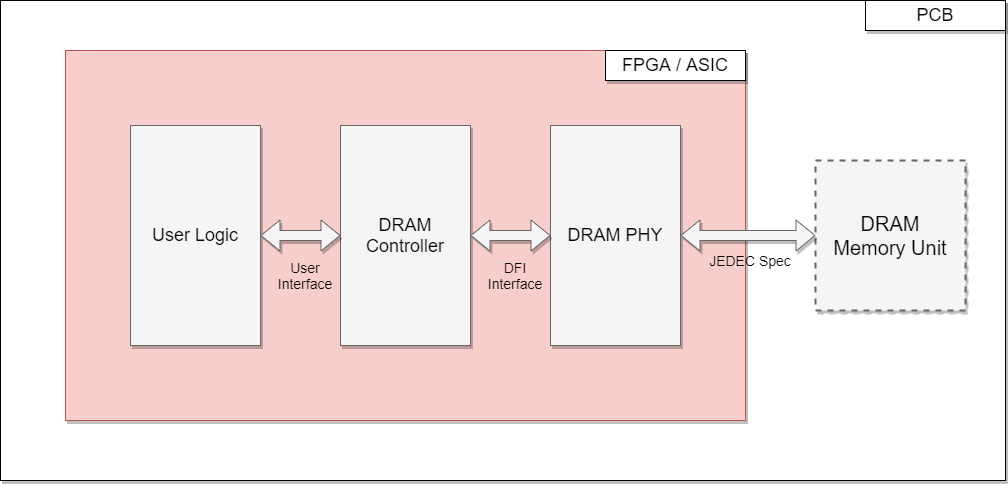 PCB
FPGA / ASIC
User Logic
User
Interface
DRAM
Controller
DFI
Interface
DRAM PHY
JEDEC Spec
DRAM
Memory Unit